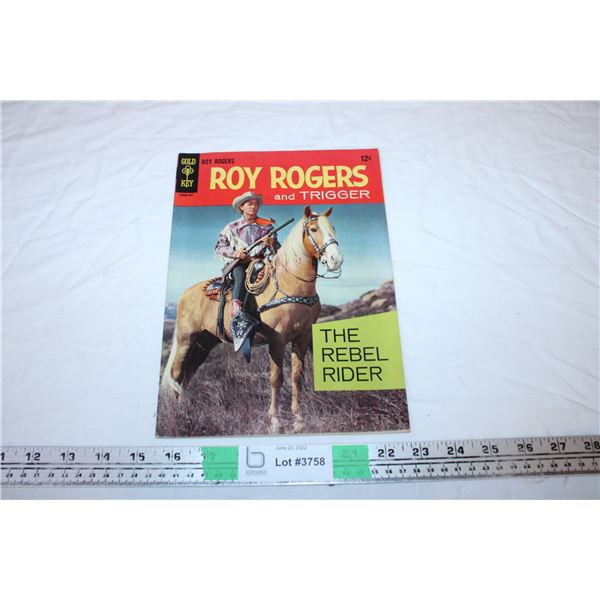 GOLD
KEY
ROY ROGERS
12¢
ROY ROGERS
and TRIGGER
THE
REBEL
RIDER
June 23, 2022
b
Lot #3758
12 13 14 15 16 17 21 22 23 24 25 26 27 28